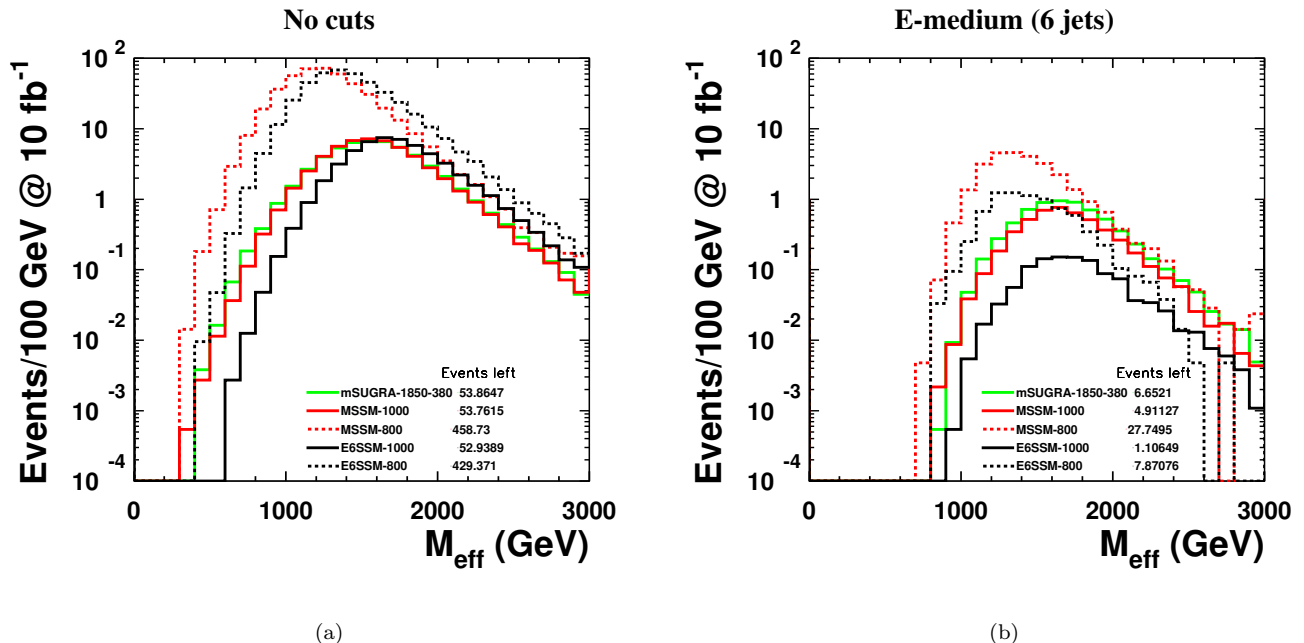 No cuts
E-medium (6 jets)
Events/100 GeV @ 10 fb⁻¹
10 ²
10
1
10 ⁻¹
10 ⁻²
10 ⁻³
10 ⁻⁴
Events left
mSUGRA-1850-380 53.8647
MSSM-1000 53.7615
MSSM-800 458.73
E6SSM-1000 52.9389
E6SSM-800 429.371
0 1000 2000 3000
M_eff (GeV)
(a)
Events/100 GeV @ 10 fb⁻¹
10 ²
10
1
10 ⁻¹
10 ⁻²
10 ⁻³
10 ⁻⁴
Events left
mSUGRA-1850-380 6.6521
MSSM-1000 4.91127
MSSM-800 27.7495
E6SSM-1000 1.10649
E6SSM-800 7.87076
0 1000 2000 3000
M_eff (GeV)
(b)